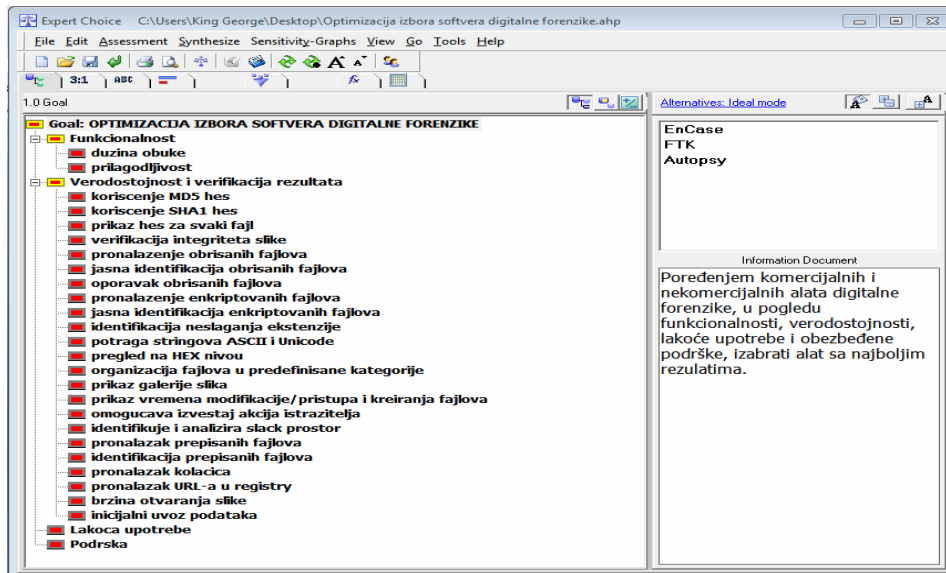 Expert Choice C:\Users\King George\Desktop\Optimizacija izbora softvera digitalne forenzike.ahp
File Edit Assessment Synthesize Sensitivity-Graphs View Go Tools Help
3:1 ABC fx
1.0 Goal
Alternatives: Ideal mode
Goal: OPTIMIZACIJA IZBORA SOFTVERA DIGITALNE FORENZIKE
Funkcionalnost
duzina obuke
prilagodljivost
Verodostojnost i verifikacija rezultata
koriscenje MD5 hes
koriscenje SHA1 hes
prikaz hes za svaki fajl
verifikacija integriteta slike
pronalazenje obrisanih fajlova
jasna identifikacija obrisanih fajlova
oporavak obrisanih fajlova
pronalazenje enkriptovanih fajlova
jasna identifikacija enkriptovanih fajlova
identifikacija neslaganja ekstenzije
potraga stringova ASCII i Unicode
pregled na HEX nivou
organizacija fajlova u predefinisane kategorije
prikaz galerije slika
prikaz vremena modifikacije/pristupa i kreiranja fajlova
omogucava izvestaj akcija istrazitelja
identifikuje i analizira slack prostor
pronalazak prepisanih fajlova
identifikacija prepisanih fajlova
pronalazak kolacica
pronalazak URL-a u registry
brzina otvaranja slike
inicijalni uvoz podataka
Lakoca upotrebe
Podrska
EnCase
FTK
Autopsy
Information Document
Poređenjem komercijalnih i
nekomercijalnih alata digitalne
forenzike, u pogledu
funkcionalnosti, verodostojnosti,
lakoće upotrebe i obezbeđene
podrške, izabrati alat sa najboljim
rezulatima.